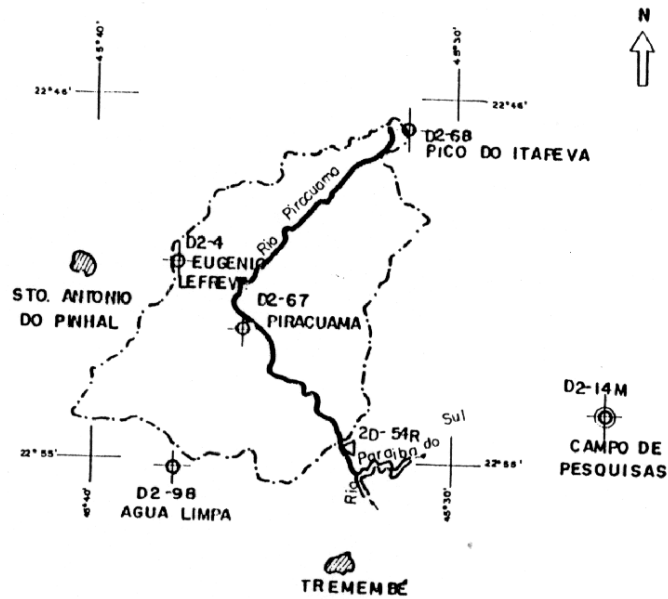 N
45°40'
45°30'
22°46'
22°46'
D2-68
PICO DO ITAPEVA
Rio Piracuama
D2-4
EUGENIO
LEFREV
STO. ANTONIO
DO PINHAL
D2-67
PIRACUAMA
D2-14M
CAMPO DE
PESQUISAS
2D-54R
Rio Paraiba do Sul
22°55'
22°55'
45°40'
45°30'
D2-98
AGUA LIMPA
TREMEMBÉ